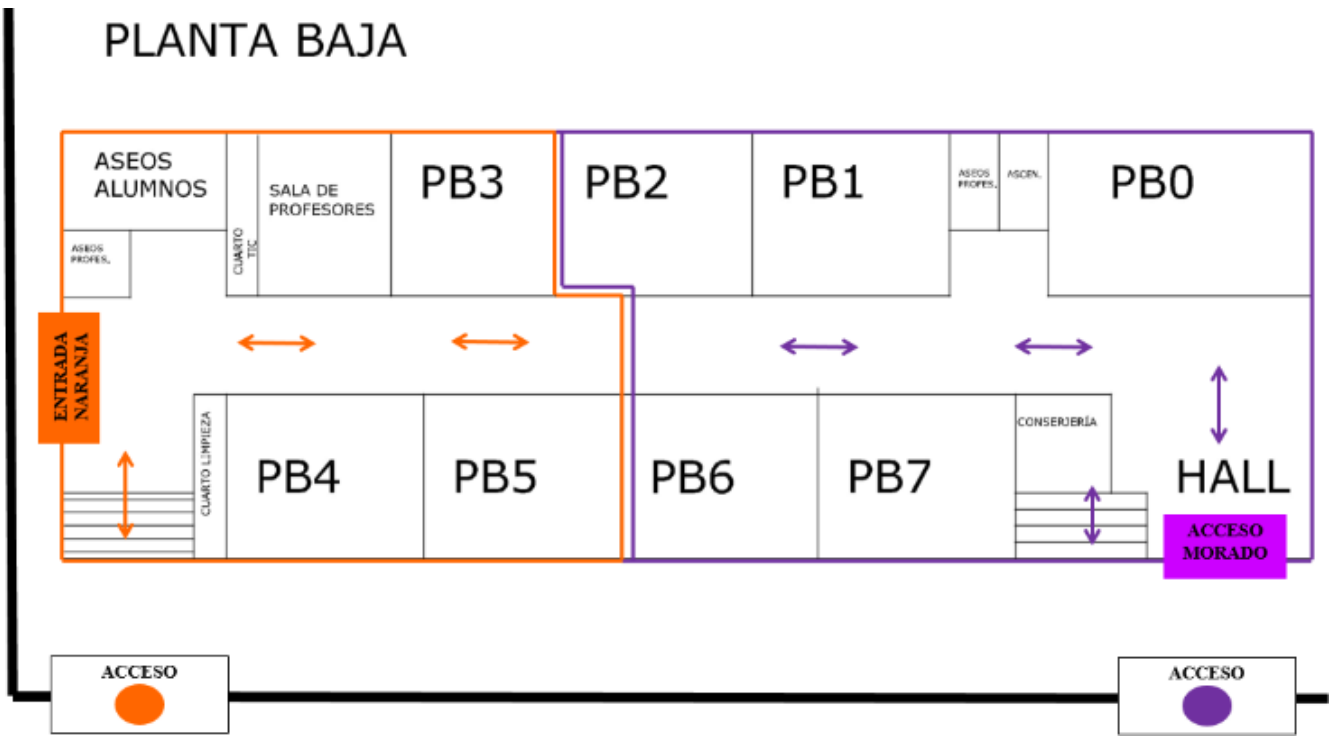 PLANTA BAJA
ASEOS
ALUMNOS
ASEOS
PROFES.
CUARTO
TIC
SALA DE
PROFESORES
PB3
PB2
PB1
ASEOS
PROFES.
ASCEN.
PB0
ENTRADA
NARANJA
CUARTO LIMPIEZA
PB4
PB5
PB6
PB7
CONSERJERÍA
HALL
ACCESO
MORADO
ACCESO
ACCESO